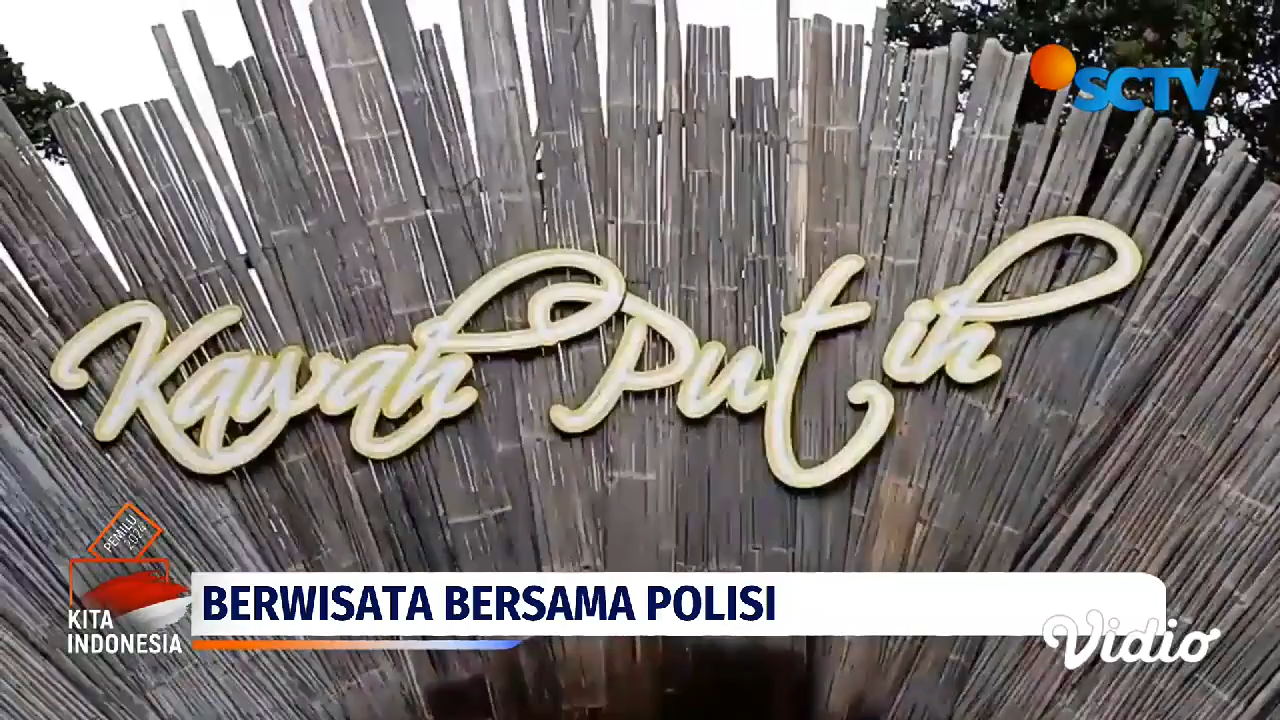 SCTV
Kawah Putih
PEMILU
2024
KITA
INDONESIA
BERWISATA BERSAMA POLISI
Vidio